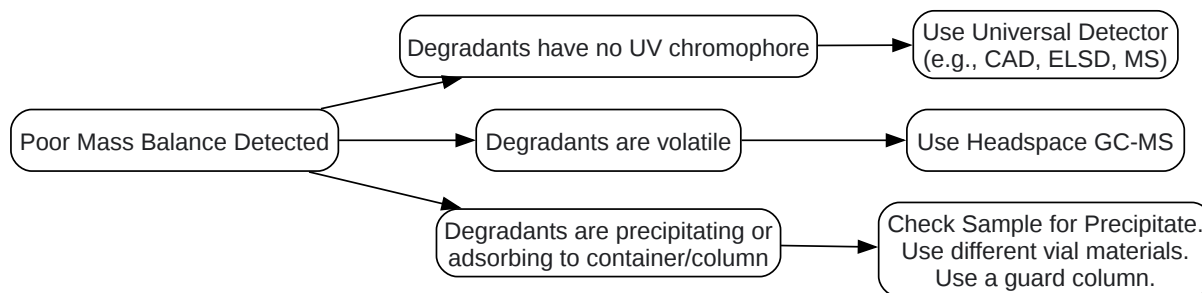 Poor Mass Balance Detected
Degradants have no UV chromophore
Use Universal Detector
(e.g., CAD, ELSD, MS)
Degradants are volatile
Use Headspace GC-MS
Degradants are precipitating or
adsorbing to container/column
Check Sample for Precipitate.
Use different vial materials.
Use a guard column.